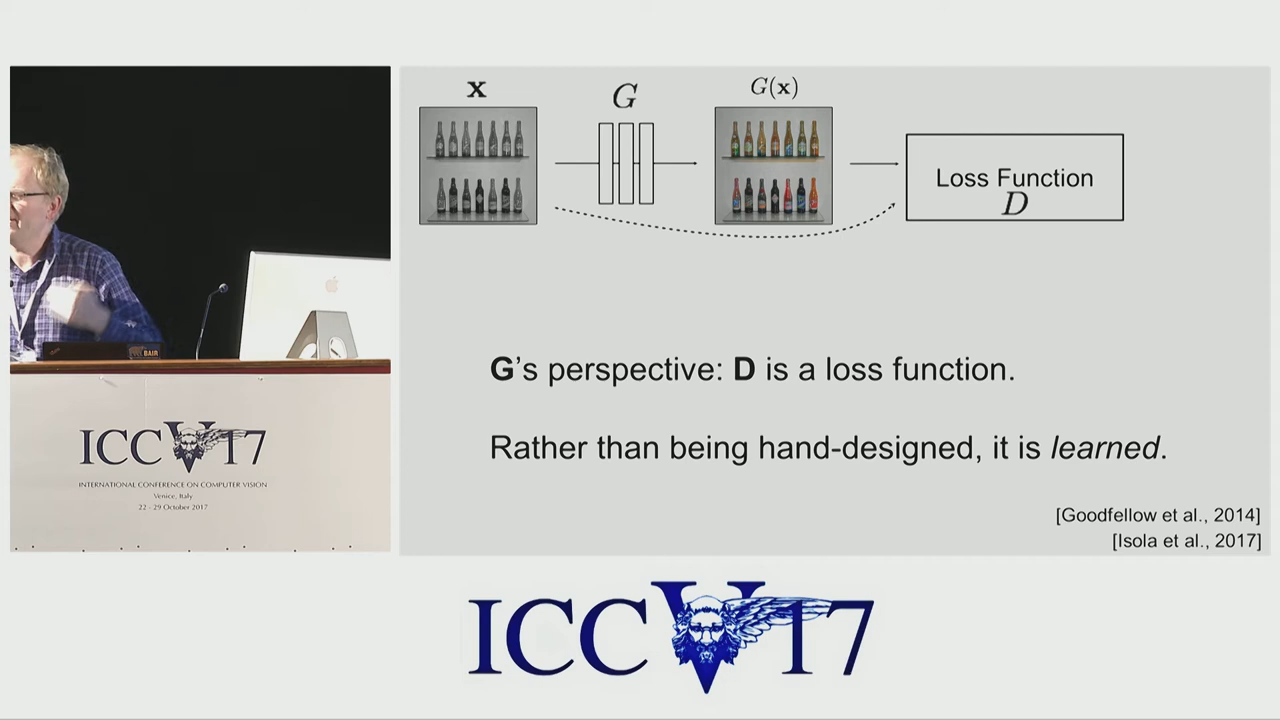 x
G
G(x)
Loss Function
D
G's perspective: D is a loss function.
Rather than being hand-designed, it is learned.
[Goodfellow et al., 2014]
[Isola et al., 2017]
BAIR
ICCV17
INTERNATIONAL CONFERENCE ON COMPUTER VISION
Venice, Italy
22 - 29 October 2017
ICCV17